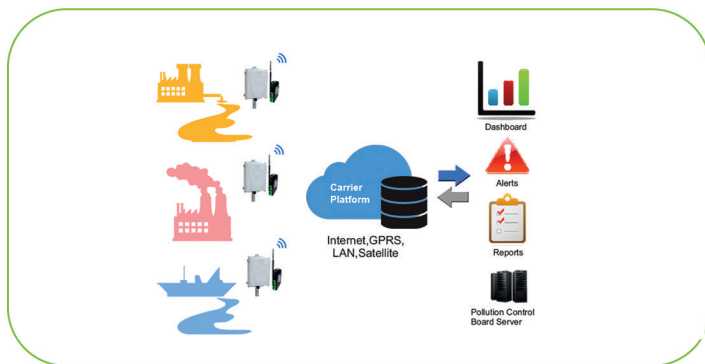 Carrier
Platform
Internet,GPRS,
LAN,Satellite
Dashboard
Alerts
Reports
Pollution Control
Board Server